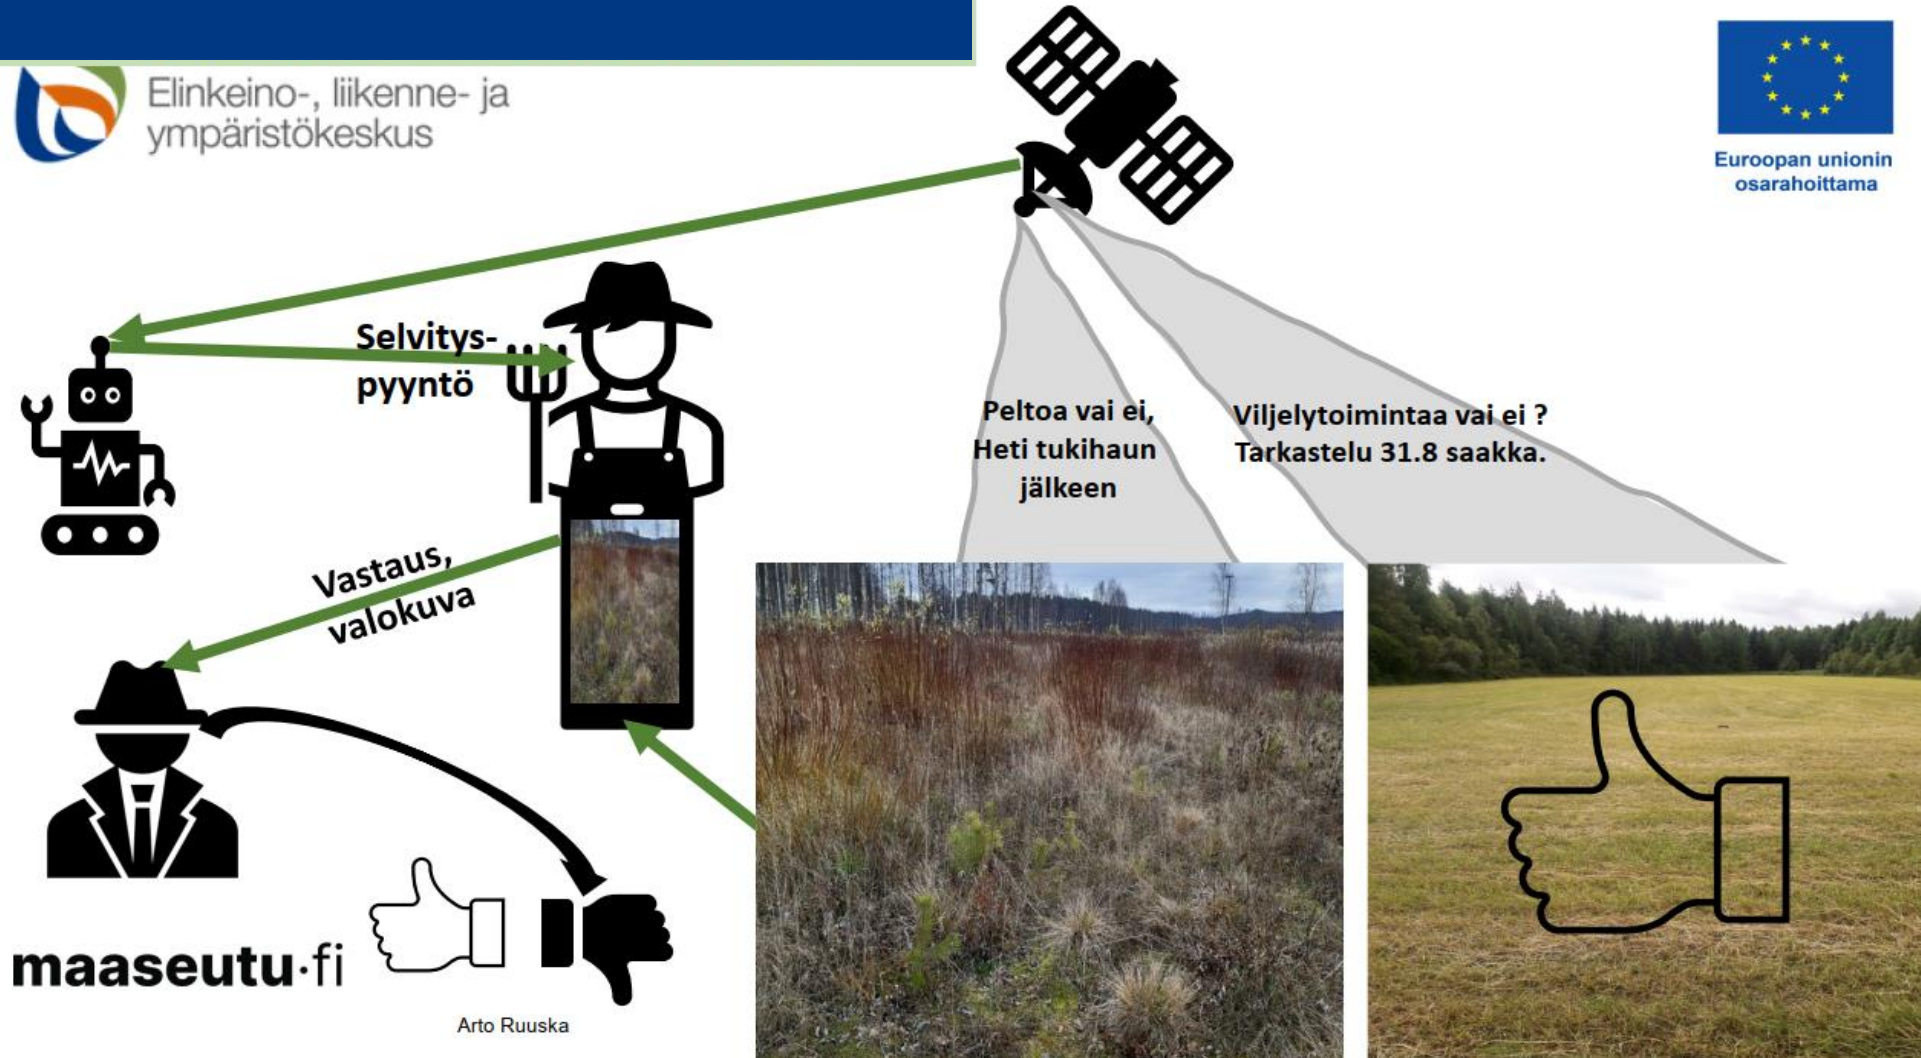 Elinkeino-, liikenne- ja
ympäristökeskus
Euroopan unionin
osarahoittama
Selvitys-
pyyntö
Peltoa vai ei,
Heti tukihaun
jälkeen
Viljelytoimintaa vai ei ?
Tarkastelu 31.8 saakka.
Vastaus,
valokuva
maaseutu.fi
Arto Ruuska